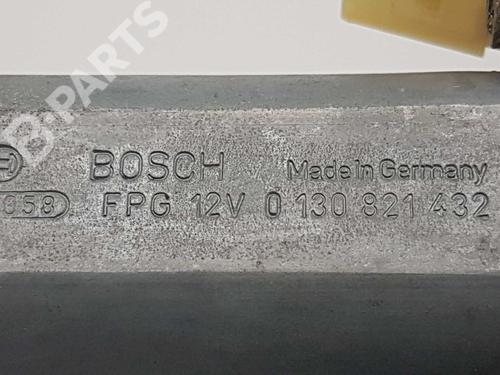 B-PARTS
BOSCH Made in Germany
058 FPG 12V 0 130 821 432